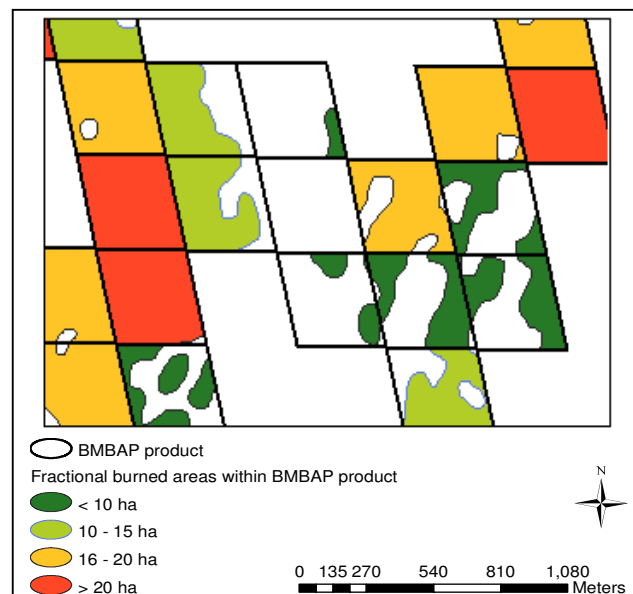 BMBAP product
Fractional burned areas within BMBAP product
< 10 ha
10 - 15 ha
16 - 20 ha
> 20 ha
N
0 135 270 540 810 1,080
Meters